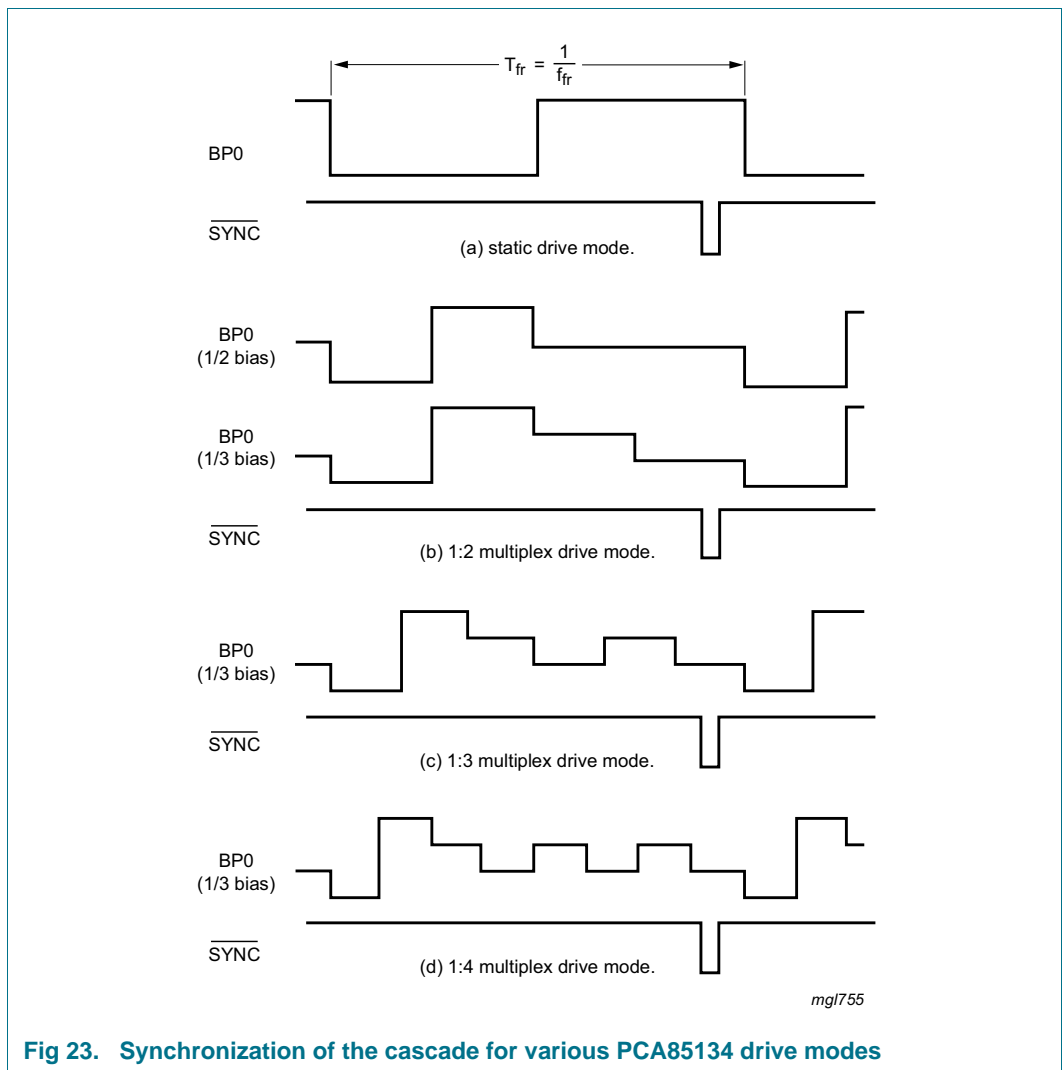 T_fr = 1/f_fr
BP0
SYNC
(a) static drive mode.
BP0
(1/2 bias)
BP0
(1/3 bias)
SYNC
(b) 1:2 multiplex drive mode.
BP0
(1/3 bias)
SYNC
(c) 1:3 multiplex drive mode.
BP0
(1/3 bias)
SYNC
(d) 1:4 multiplex drive mode.
mgl755
Fig 23. Synchronization of the cascade for various PCA85134 drive modes